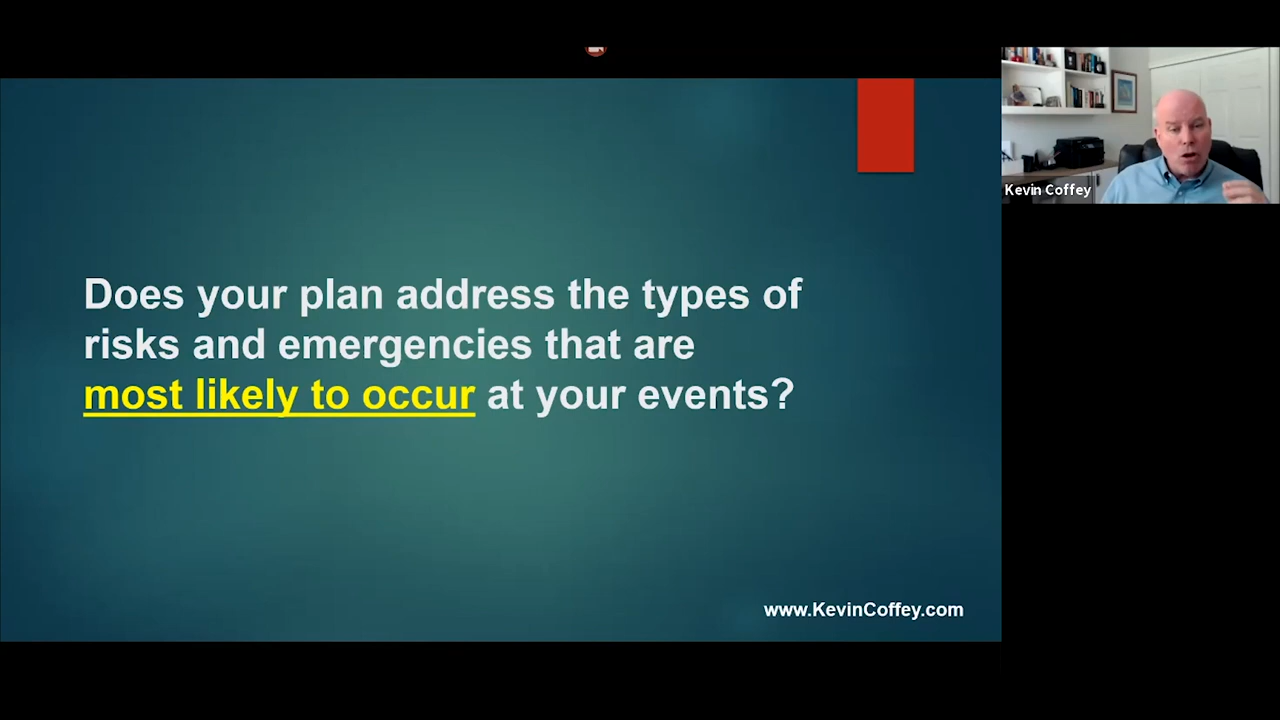 Does your plan address the types of
risks and emergencies that are
most likely to occur at your events?
www.KevinCoffey.com
Kevin Coffey